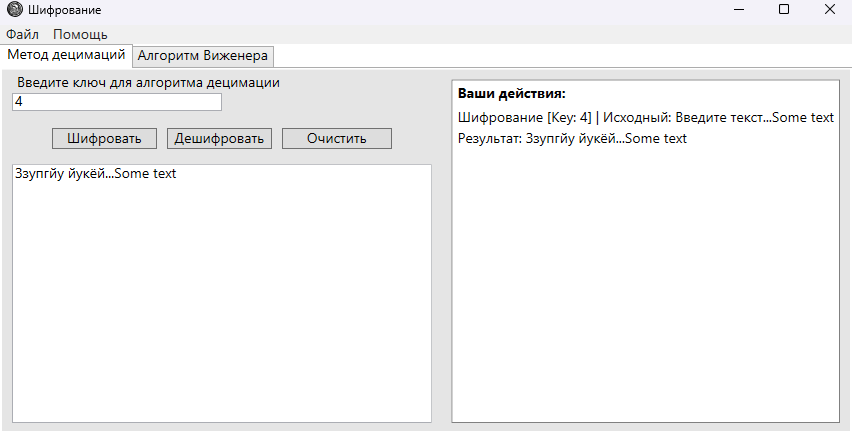 Шифрование
Файл Помощь
Метод децимаций Алгоритм Виженера
Введите ключ для алгоритма децимации
4
Шифровать Дешифровать Очистить
Ззупгйу йукёй...Some text
Ваши действия:
Шифрование [Key: 4] | Исходный: Введите текст...Some text
Результат: Ззупгйу йукёй...Some text